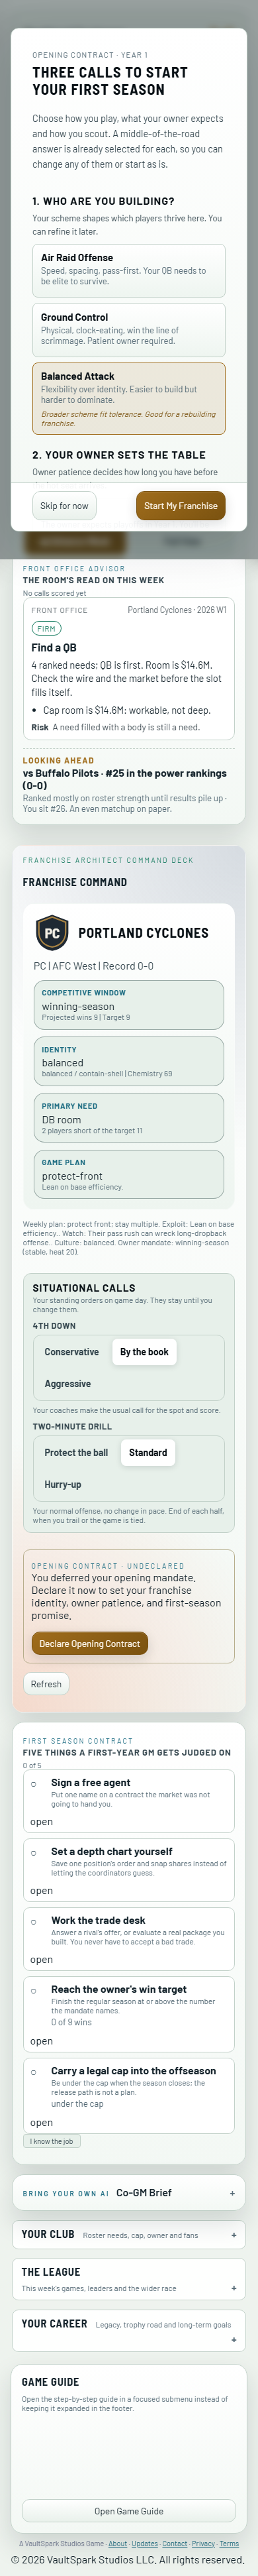 OPENING CONTRACT · YEAR 1
THREE CALLS TO START
YOUR FIRST SEASON
Choose how you play, what your owner expects
and how you scout. A middle-of-the-road
answer is already selected for each, so you can
change any of them or start as is.
1. WHO ARE YOU BUILDING?
Your scheme shapes which players thrive here. You
can refine it later.
Air Raid Offense
Speed, spacing, pass-first. Your QB needs to
be elite to survive.
Ground Control
Physical, clock-eating, win the line of
scrimmage. Patient owner required.
Balanced Attack
Flexibility over identity. Easier to build but
harder to dominate.
Broader scheme fit tolerance. Good for a rebuilding
franchise.
2. YOUR OWNER SETS THE TABLE
Owner patience decides how long you have before
Skip for now
Start My Franchise
FRONT OFFICE ADVISOR
THE ROOM'S READ ON THIS WEEK
No calls scored yet
FRONT OFFICE
Portland Cyclones · 2026 W1
FIRM
Find a QB
4 ranked needs; QB is first. Room is $14.6M.
Check the wire and the market before the slot
fills itself.
• Cap room is $14.6M: workable, not deep.
Risk A need filled with a body is still a need.
LOOKING AHEAD
vs Buffalo Pilots · #25 in the power rankings
(0-0)
Ranked mostly on roster strength until results pile up ·
You sit #26. An even matchup on paper.
FRANCHISE ARCHITECT COMMAND DECK
FRANCHISE COMMAND
PC
PORTLAND CYCLONES
PC | AFC West | Record 0-0
COMPETITIVE WINDOW
winning-season
Projected wins 9 | Target 9
IDENTITY
balanced
balanced / contain-shell | Chemistry 69
PRIMARY NEED
DB room
2 players short of the target 11
GAME PLAN
protect-front
Lean on base efficiency.
Weekly plan: protect front; stay multiple. Exploit: Lean on base
efficiency.. Watch: Their pass rush can wreck long-dropback
offense.. Culture: balanced. Owner mandate: winning-season
(stable, heat 20).
SITUATIONAL CALLS
Your standing orders on game day. They stay until you
change them.
4TH DOWN
Conservative
By the book
Aggressive
Your coaches make the usual call for the spot and score.
TWO-MINUTE DRILL
Protect the ball
Standard
Hurry-up
Your normal offense, no change in pace. End of each half,
when you trail or the game is tied.
OPENING CONTRACT · UNDECLARED
You deferred your opening mandate.
Declare it now to set your franchise
identity, owner patience, and first-season
promise.
Declare Opening Contract
Refresh
FIRST SEASON CONTRACT
FIVE THINGS A FIRST-YEAR GM GETS JUDGED ON
0 of 5
Sign a free agent
Put one name on a contract the market was not
going to hand you.
open
Set a depth chart yourself
Save one position's order and snap shares instead of
letting the coordinators guess.
open
Work the trade desk
Answer a rival's offer, or evaluate a real package you
built. You never have to accept a bad trade.
open
Reach the owner's win target
Finish the regular season at or above the number
the mandate names.
0 of 9 wins
open
Carry a legal cap into the offseason
Be under the cap when the season closes; the
release path is not a plan.
under the cap
open
I know the job
BRING YOUR OWN AI Co-GM Brief +
YOUR CLUB Roster needs, cap, owner and fans +
THE LEAGUE
This week's games, leaders and the wider race +
YOUR CAREER Legacy, trophy road and long-term goals
+
GAME GUIDE
Open the step-by-step guide in a focused submenu instead of
keeping it expanded in the footer.
Open Game Guide
A VaultSpark Studios Game · About · Updates · Contact · Privacy · Terms
© 2026 VaultSpark Studios LLC. All rights reserved.